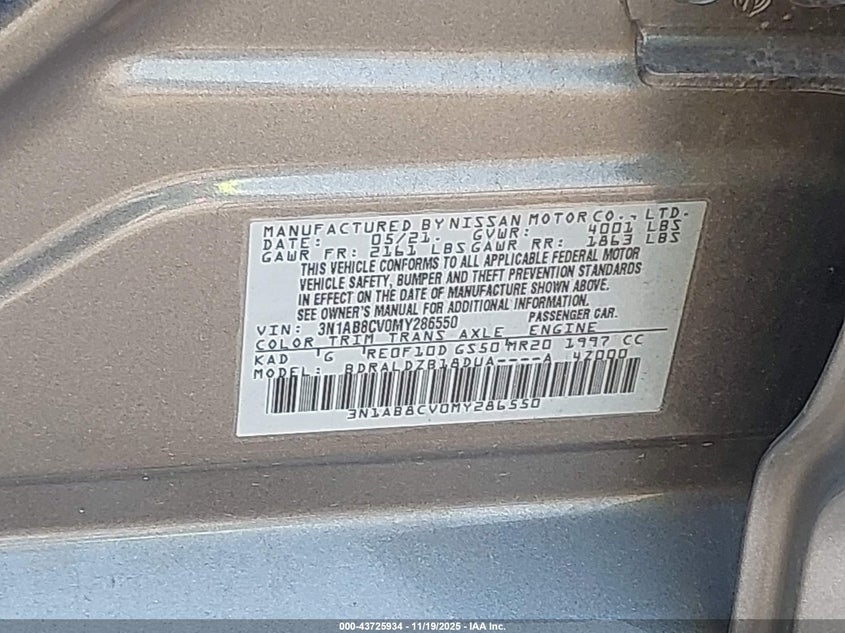 MANUFACTURED BY NISSAN MOTOR CO., LTD.
DATE: 05/21. GVWR: 4001 LBS
GAWR FR: 2161 LBS GAWR RR: 1863 LBS
THIS VEHICLE CONFORMS TO ALL APPLICABLE FEDERAL MOTOR
VEHICLE SAFETY, BUMPER AND THEFT PREVENTION STANDARDS
IN EFFECT ON THE DATE OF MANUFACTURE SHOWN ABOVE.
SEE OWNER'S MANUAL FOR ADDITIONAL INFORMATION.
VIN: 3N1AB8CV0MY286550 PASSENGER CAR.
COLOR TRIM TRANS AXLE ENGINE
KAD 'G RE0F10D GS50 MR20 1997 CC
MODEL: BDRALDZB18DUA----A 4Z000
3N1AB8CV0MY286550
000-43725934 - 11/19/2025 - IAA Inc.